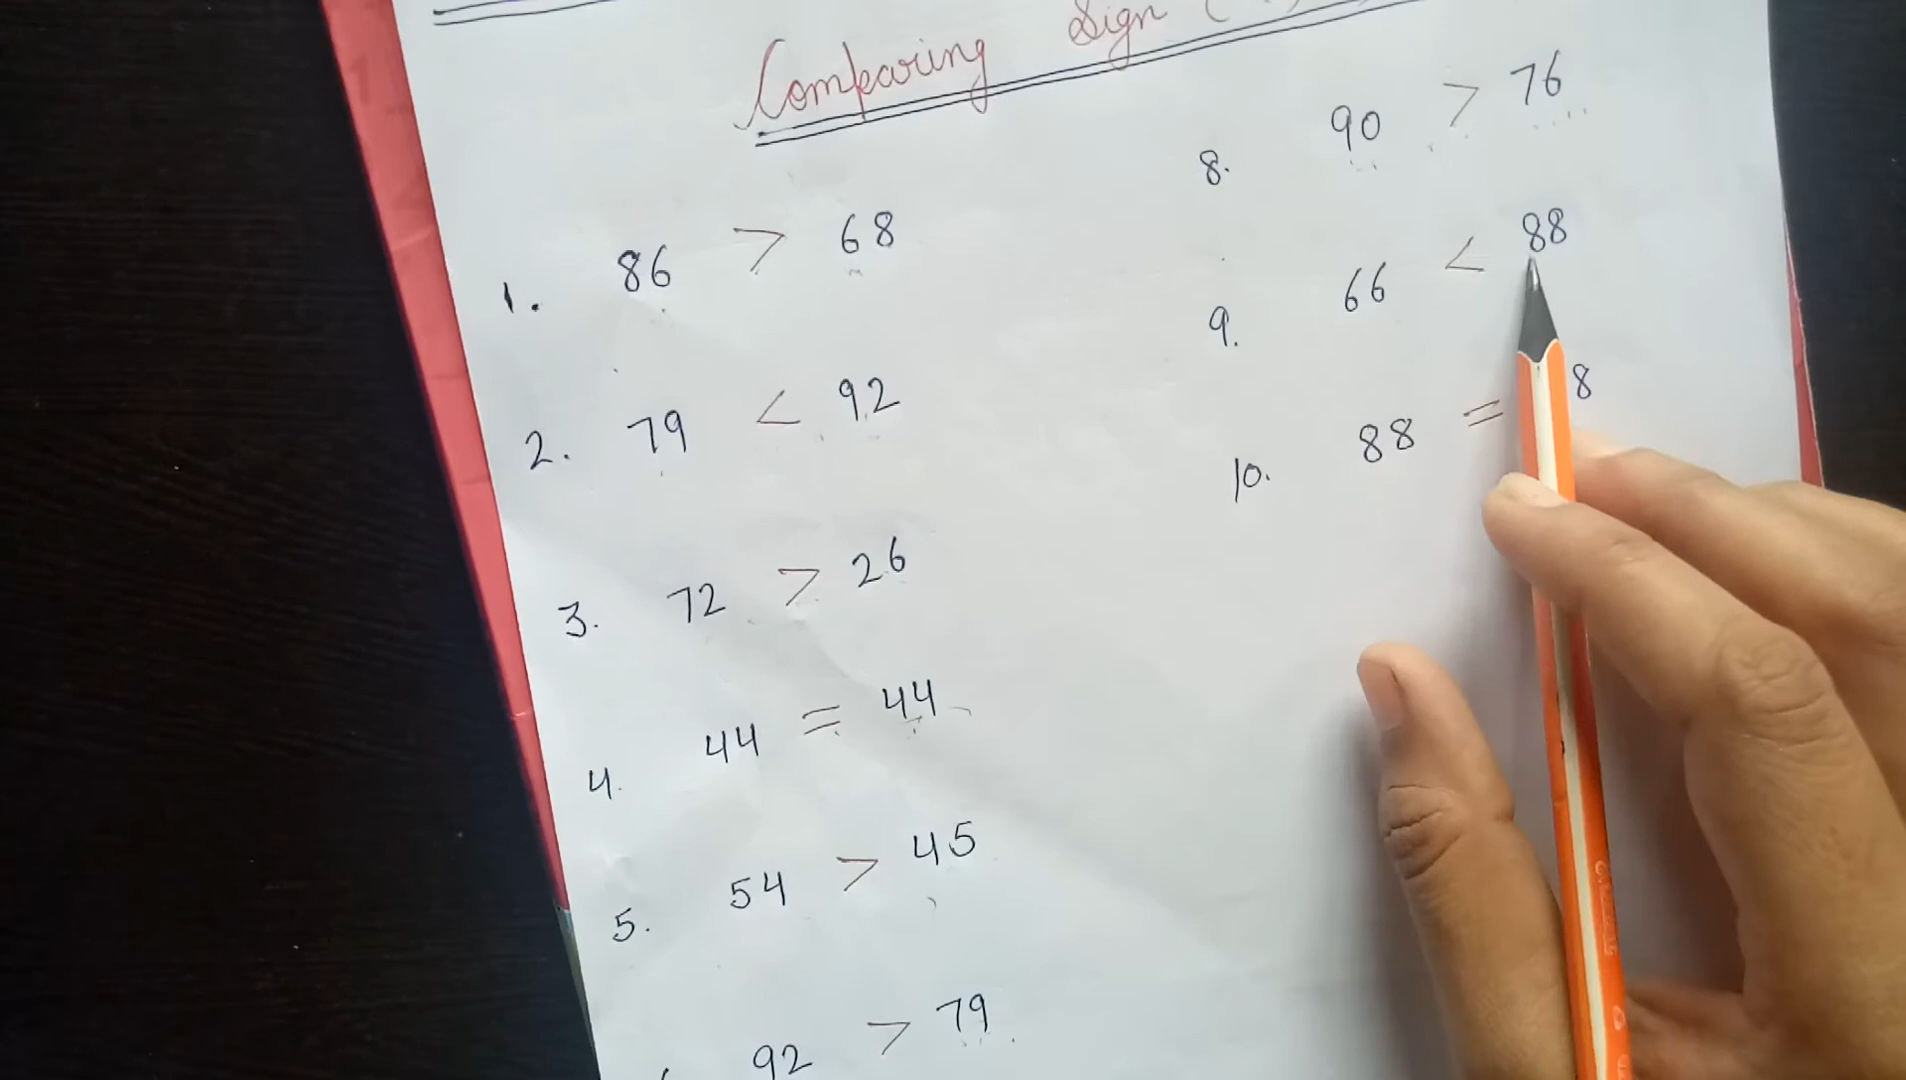 Comparing Sign (
1. 86 > 68
2. 79 < 92
3. 72 > 26
4. 44 = 44
5. 54 > 45
92 > 79
8. 90 > 76
9. 66 < 88
10. 88 = 8